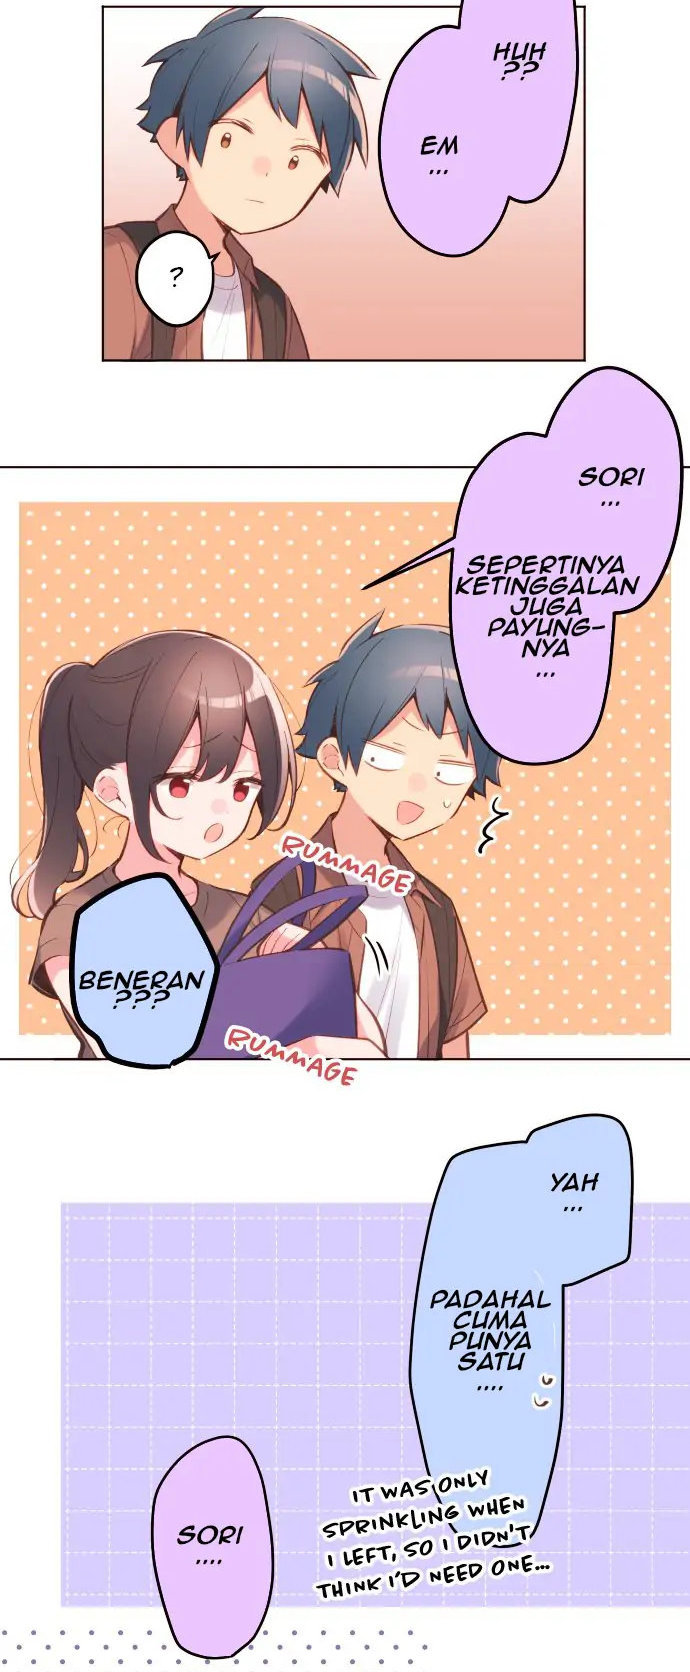 HUH
??
EM
...
?
SORI
...
SEPERTINYA
KETINGGALAN
JUGA
PAYUNG-
NYA
...
RUMMAGE
BENERAN
???
RUMMAGE
YAH
...
PADAHAL
CUMA
PUNYA
SATU
....
IT WAS ONLY
SPRINKLING WHEN
I LEFT, SO I DIDN'T
THINK I'D NEED ONE...
SORI
....